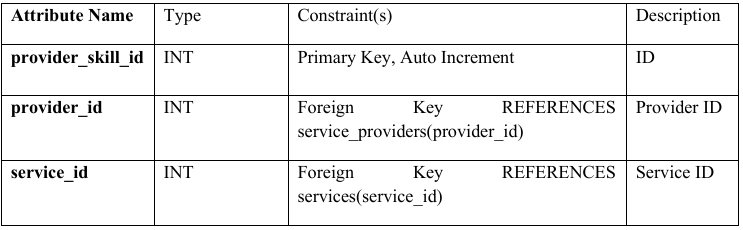 Attribute Name Type Constraint(s) Description
provider_skill_id INT Primary Key, Auto Increment ID
provider_id INT Foreign Key REFERENCES Provider ID
service_providers(provider_id)
service_id INT Foreign Key REFERENCES Service ID
services(service_id)